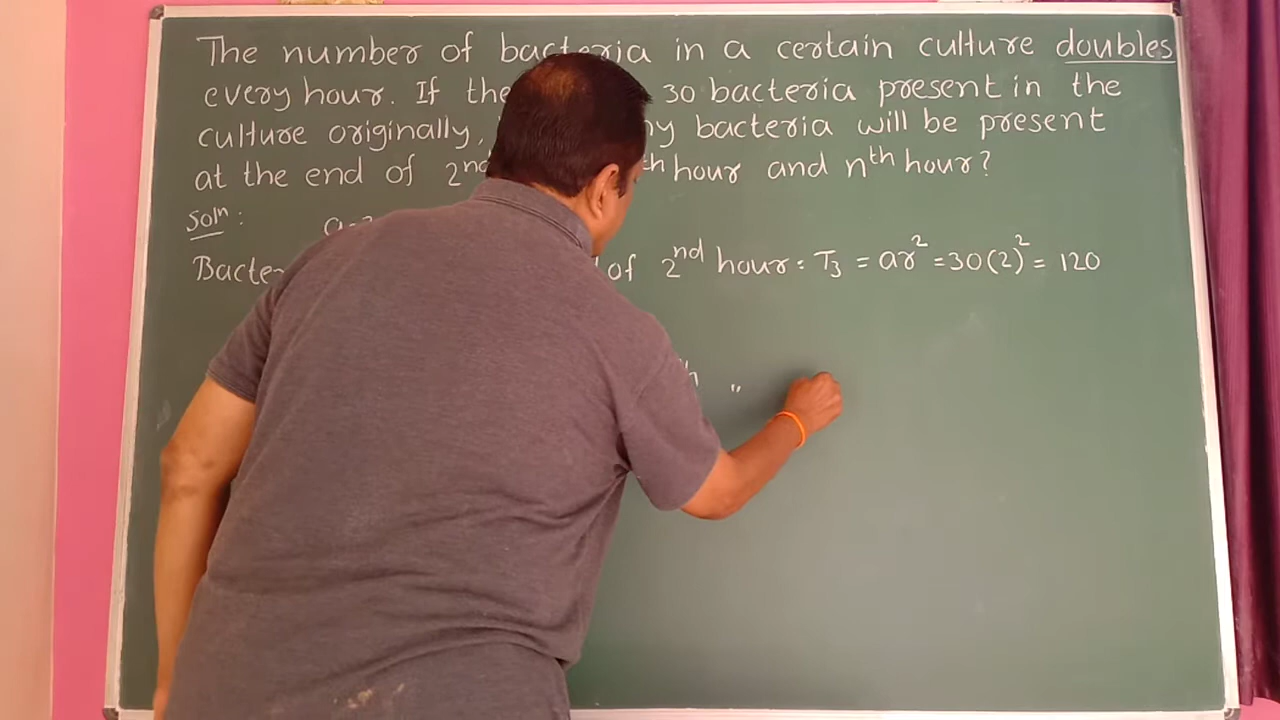 The number of bacteria in a certain culture doubles
every hour. If the 30 bacteria present in the
culture originally, bacteria will be present
at the end of 2nd th hour and nth hour?
Soln :
of 2nd hour : T3 = ar² = 30(2)² = 120
th "